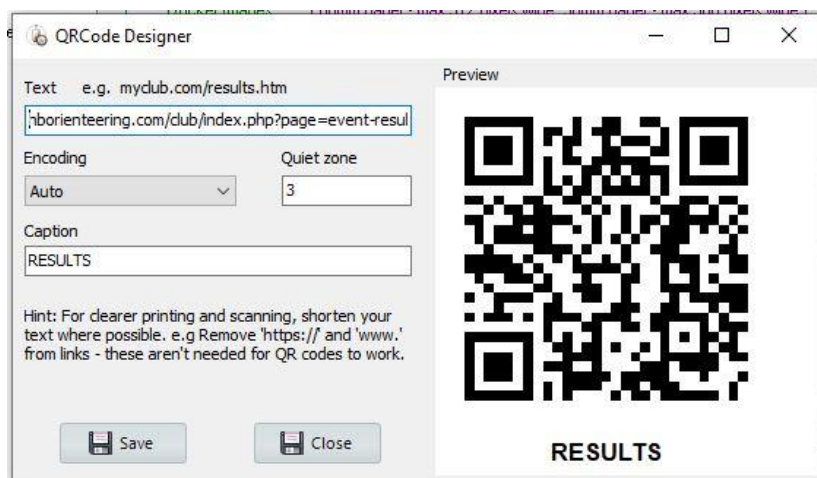 QRCode Designer
Preview
Text e.g. myclub.com/results.htm
nborienteering.com/club/index.php?page=event-resul
Encoding
Quiet zone
Auto
3
Caption
RESULTS
Hint: For clearer printing and scanning, shorten your
text where possible. e.g Remove 'https://' and 'www.'
from links - these aren't needed for QR codes to work.
Save
Close
RESULTS